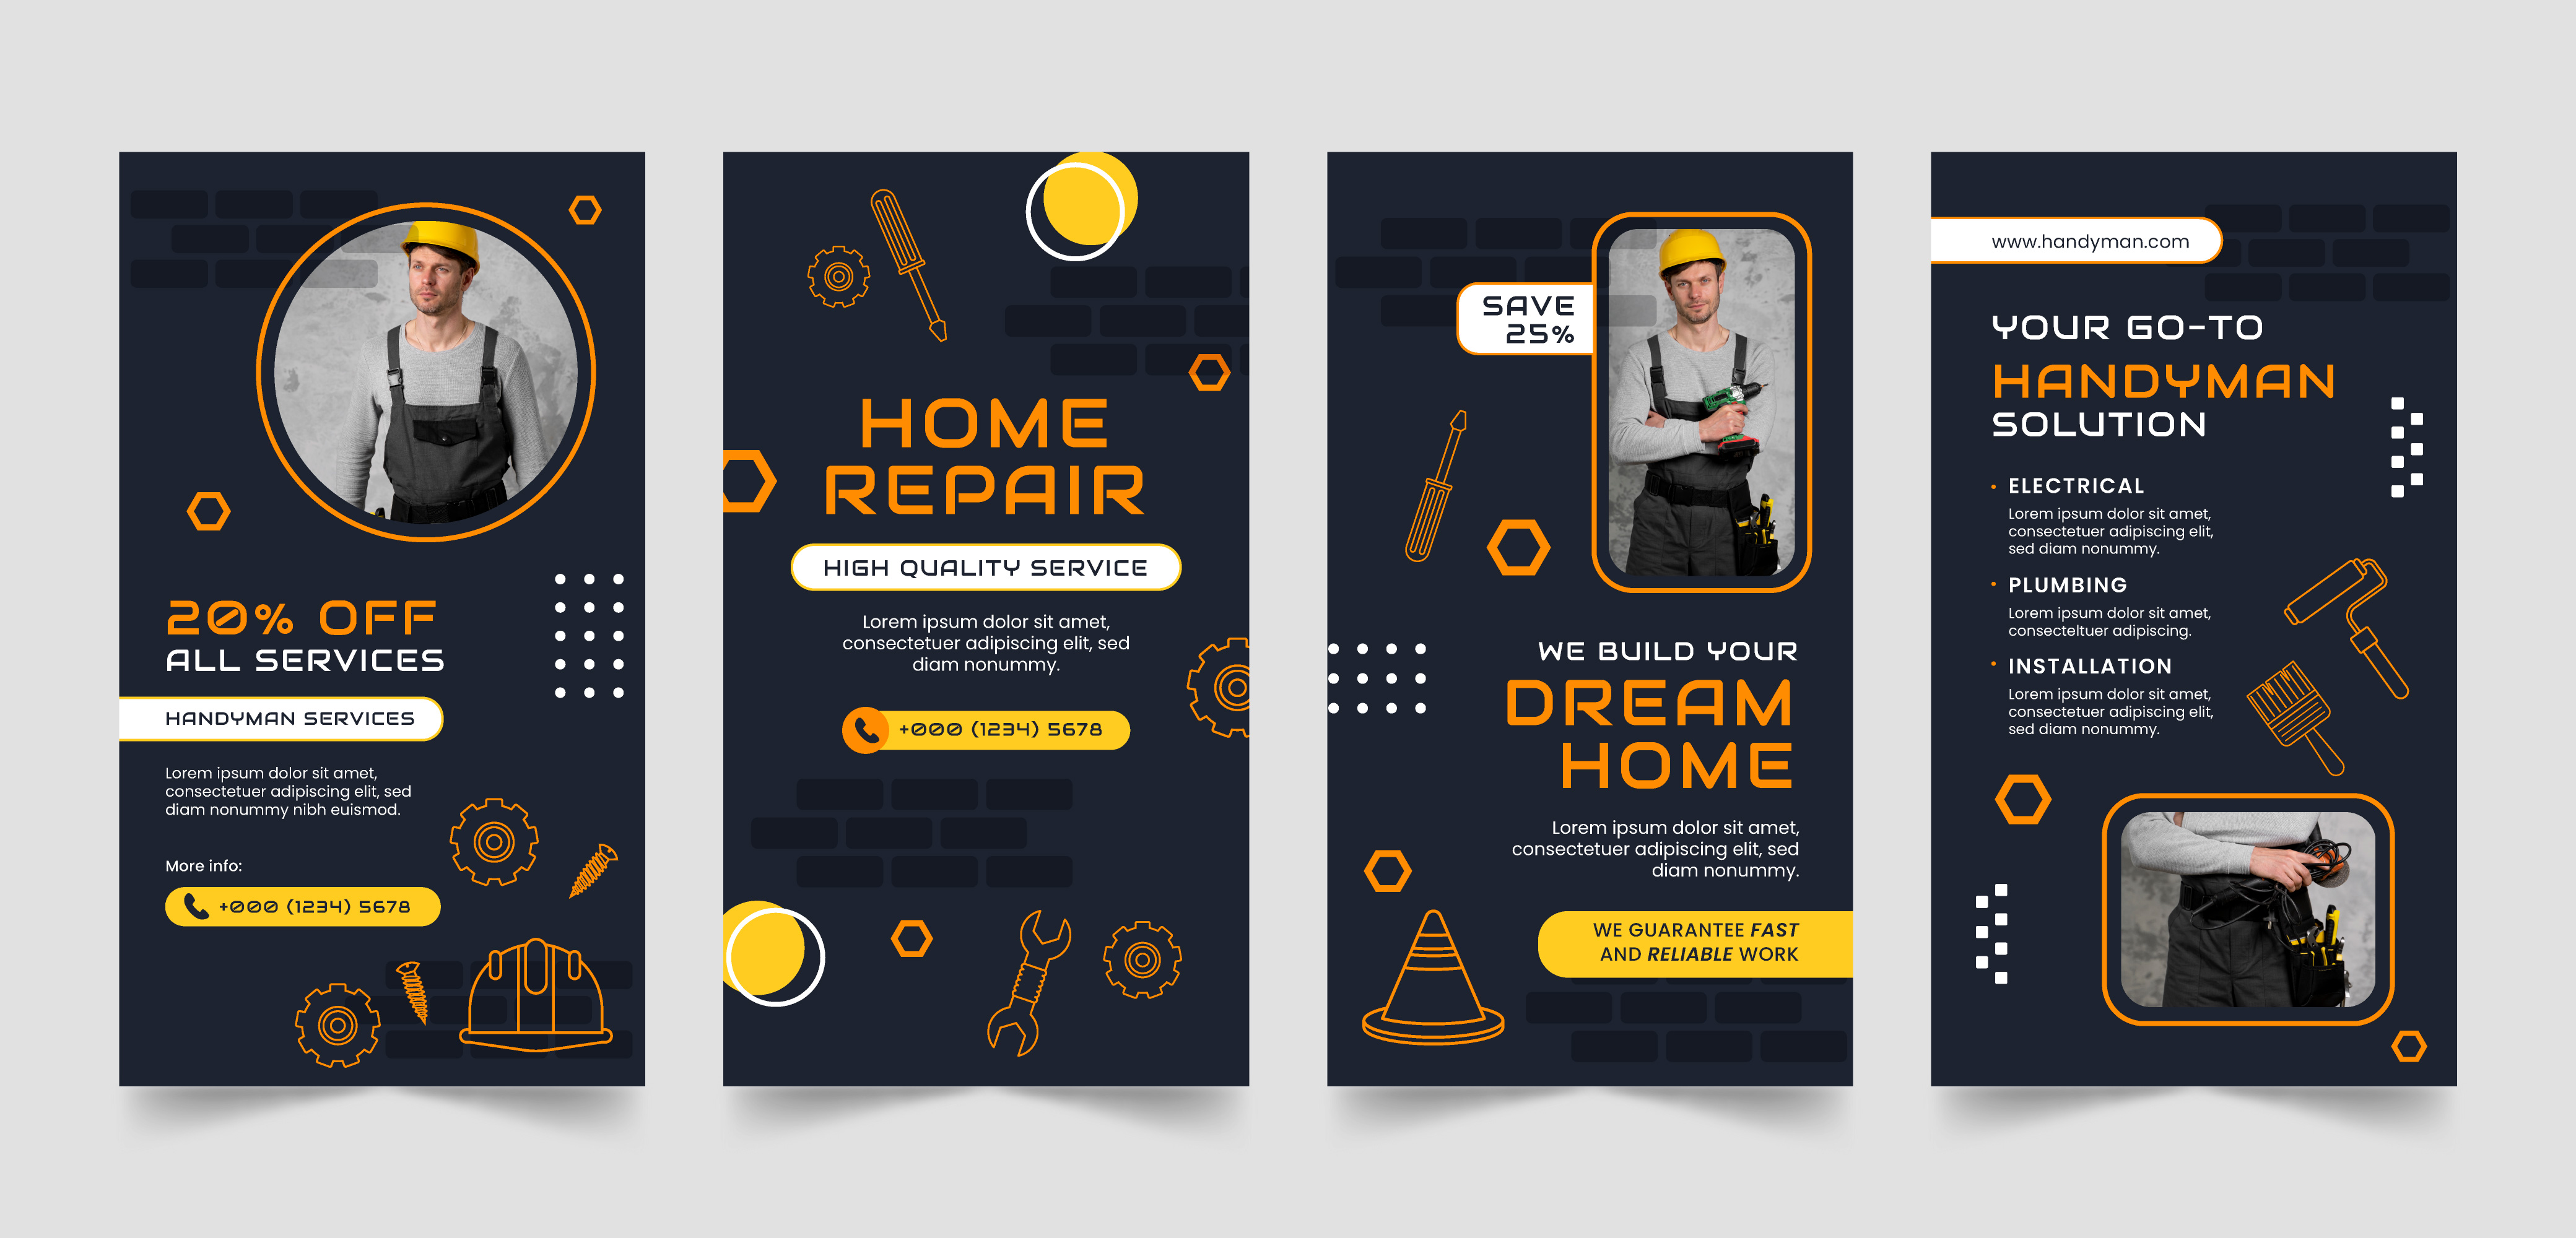 20% OFF
ALL SERVICES
HANDYMAN SERVICES
Lorem ipsum dolor sit amet,
consectetuer adipiscing elit, sed
diam nonummy nibh euismod.
More info:
+000 (1234) 5678
HOME
REPAIR
HIGH QUALITY SERVICE
Lorem ipsum dolor sit amet,
consectetuer adipiscing elit, sed
diam nonummy.
+000 (1234) 5678
SAVE
25%
WE BUILD YOUR
DREAM
HOME
Lorem ipsum dolor sit amet,
consectetuer adipiscing elit, sed
diam nonummy.
WE GUARANTEE FAST
AND RELIABLE WORK
www.handyman.com
YOUR GO-TO
HANDYMAN
SOLUTION
• ELECTRICAL
Lorem ipsum dolor sit amet,
consectetuer adipiscing elit,
sed diam nonummy.
• PLUMBING
Lorem ipsum dolor sit amet,
consecteltuer adipiscing.
• INSTALLATION
Lorem ipsum dolor sit amet,
consectetuer adipiscing elit,
sed diam nonummy.